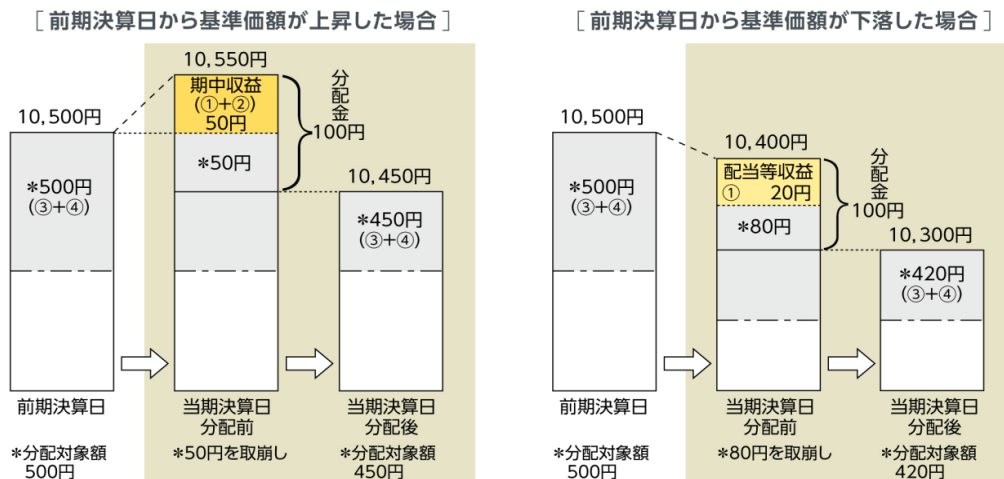 [前期決算日から基準価額が上昇した場合]
10,550円
期中収益
(①+②)
50円
分配金
100円
10,500円
*500円
(③+④)
*50円
10,450円
*450円
(③+④)
前期決算日
当期決算日
分配前
当期決算日
分配後
*分配対象額
500円
*50円を取崩し
*分配対象額
450円
[前期決算日から基準価額が下落した場合]
10,500円
*500円
(③+④)
10,400円
配当等収益
① 20円
分配金
100円
*80円
10,300円
*420円
(③+④)
前期決算日
当期決算日
分配前
当期決算日
分配後
*分配対象額
500円
*80円を取崩し
*分配対象額
420円